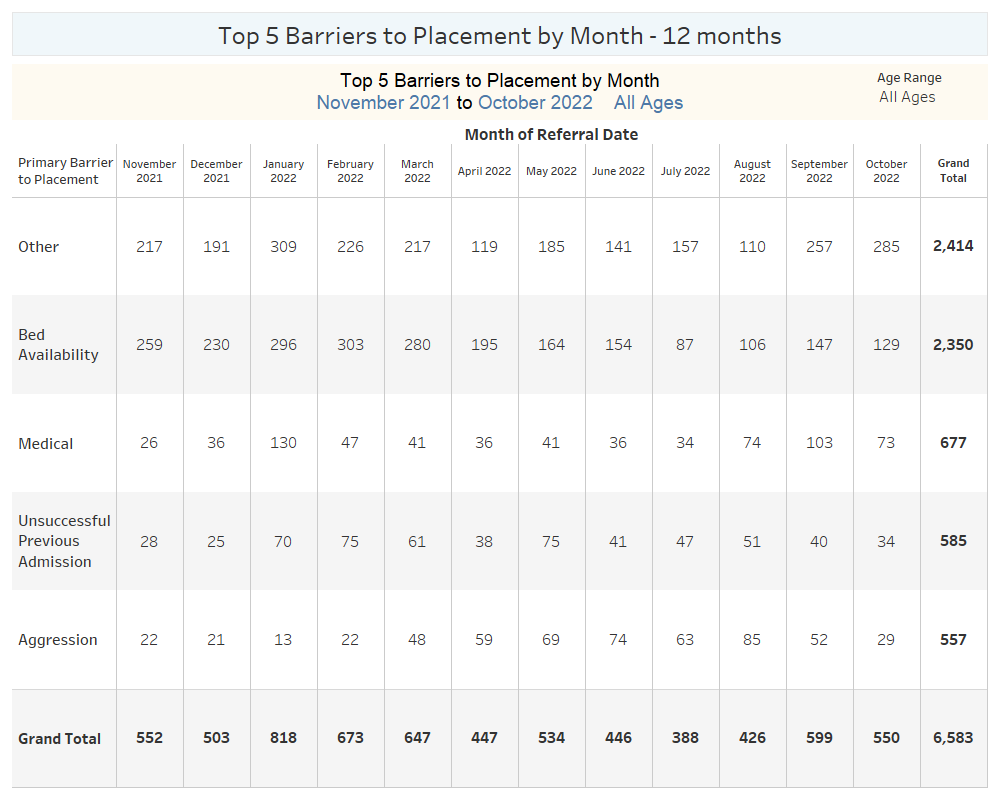 Top 5 Barriers to Placement by Month - 12 months
Top 5 Barriers to Placement by Month
November 2021 to October 2022 All Ages
Age Range
All Ages
Month of Referral Date
Primary Barrier to Placement November 2021 December 2021 January 2022 February 2022 March 2022 April 2022 May 2022 June 2022 July 2022 August 2022 September 2022 October 2022 Grand Total
Other 217 191 309 226 217 119 185 141 157 110 257 285 2,414
Bed Availability 259 230 296 303 280 195 164 154 87 106 147 129 2,350
Medical 26 36 130 47 41 36 41 36 34 74 103 73 677
Unsuccessful Previous Admission 28 25 70 75 61 38 75 41 47 51 40 34 585
Aggression 22 21 13 22 48 59 69 74 63 85 52 29 557
Grand Total 552 503 818 673 647 447 534 446 388 426 599 550 6,583